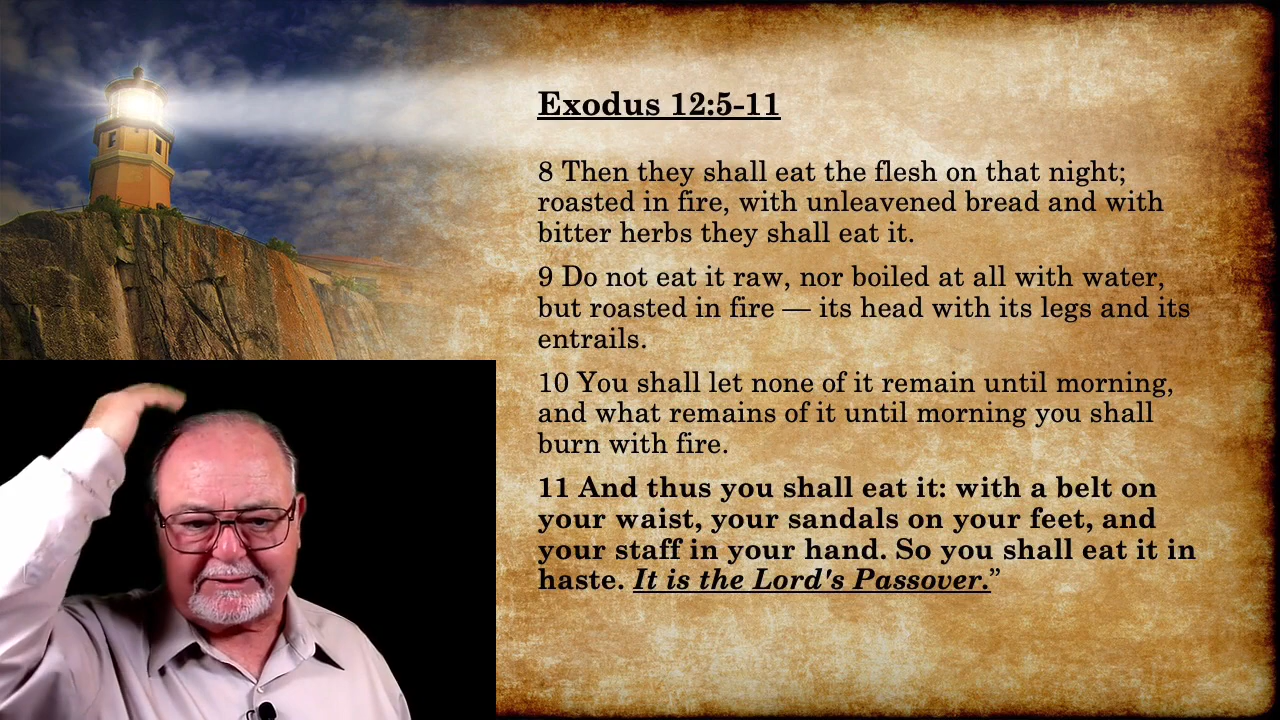 Exodus 12:5-11
8 Then they shall eat the flesh on that night;
roasted in fire, with unleavened bread and with
bitter herbs they shall eat it.
9 Do not eat it raw, nor boiled at all with water,
but roasted in fire — its head with its legs and its
entrails.
10 You shall let none of it remain until morning,
and what remains of it until morning you shall
burn with fire.
11 And thus you shall eat it: with a belt on
your waist, your sandals on your feet, and
your staff in your hand. So you shall eat it in
haste. It is the Lord's Passover.”